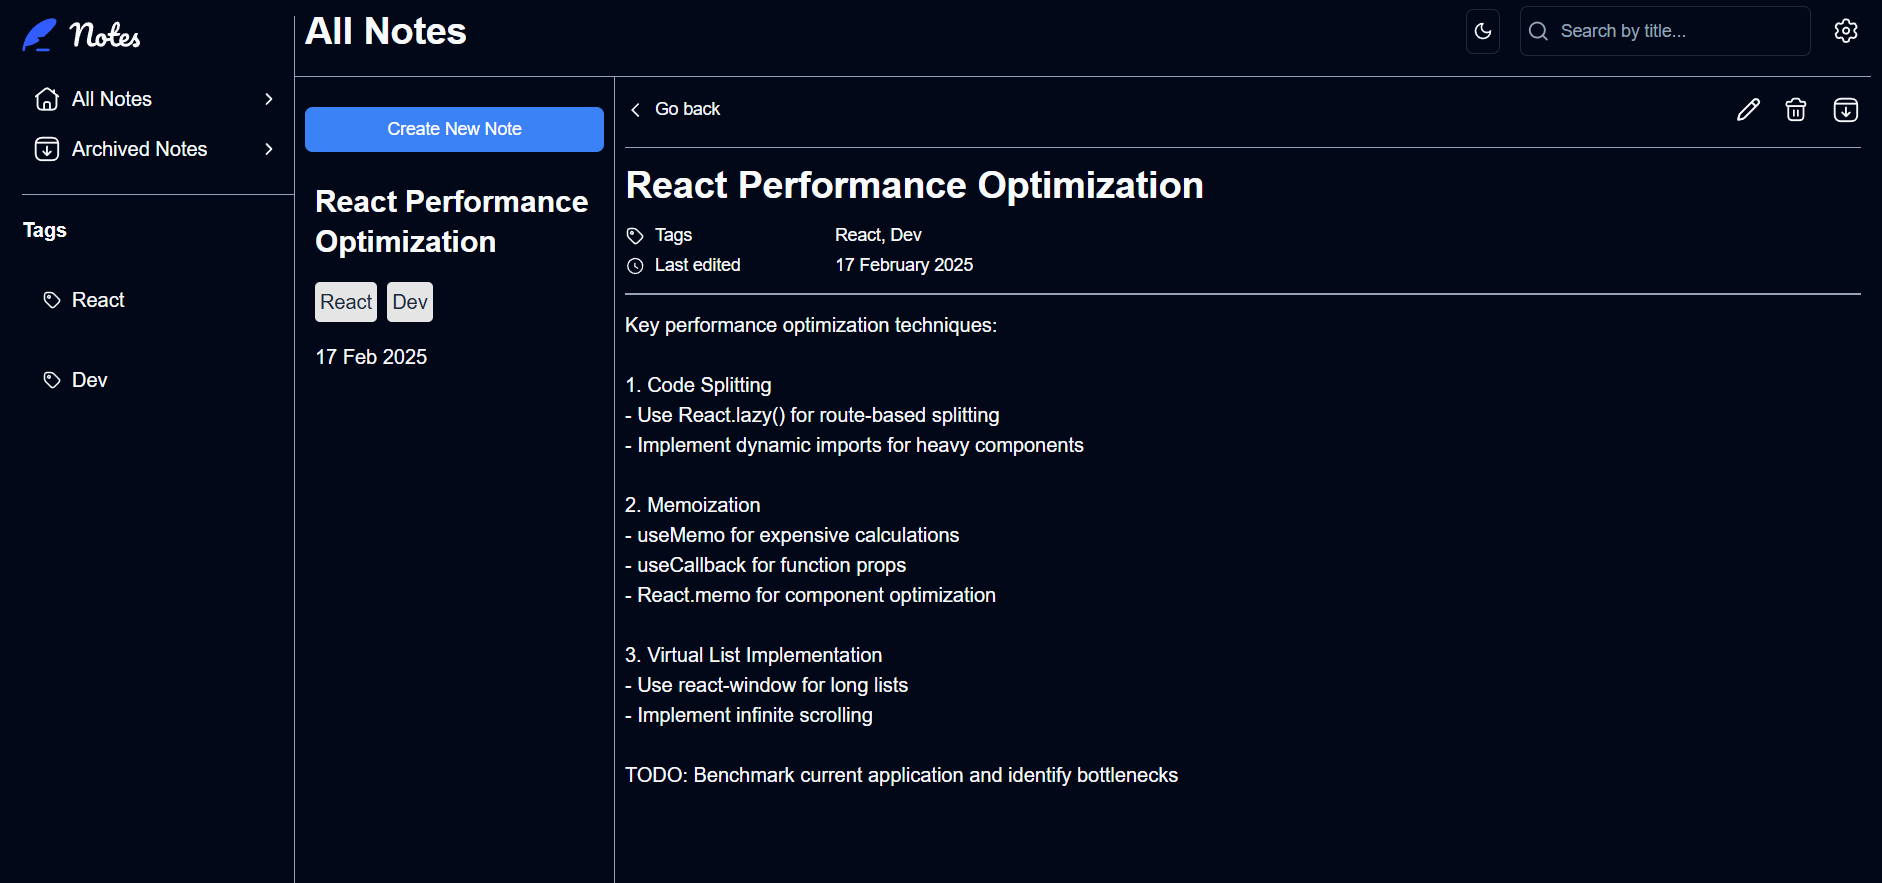 Notes
All Notes
Archived Notes
Tags
React
Dev
All Notes
Search by title...
Create New Note
React Performance
Optimization
React Dev
17 Feb 2025
Go back
React Performance Optimization
Tags React, Dev
Last edited 17 February 2025
Key performance optimization techniques:
1. Code Splitting
- Use React.lazy() for route-based splitting
- Implement dynamic imports for heavy components
2. Memoization
- useMemo for expensive calculations
- useCallback for function props
- React.memo for component optimization
3. Virtual List Implementation
- Use react-window for long lists
- Implement infinite scrolling
TODO: Benchmark current application and identify bottlenecks